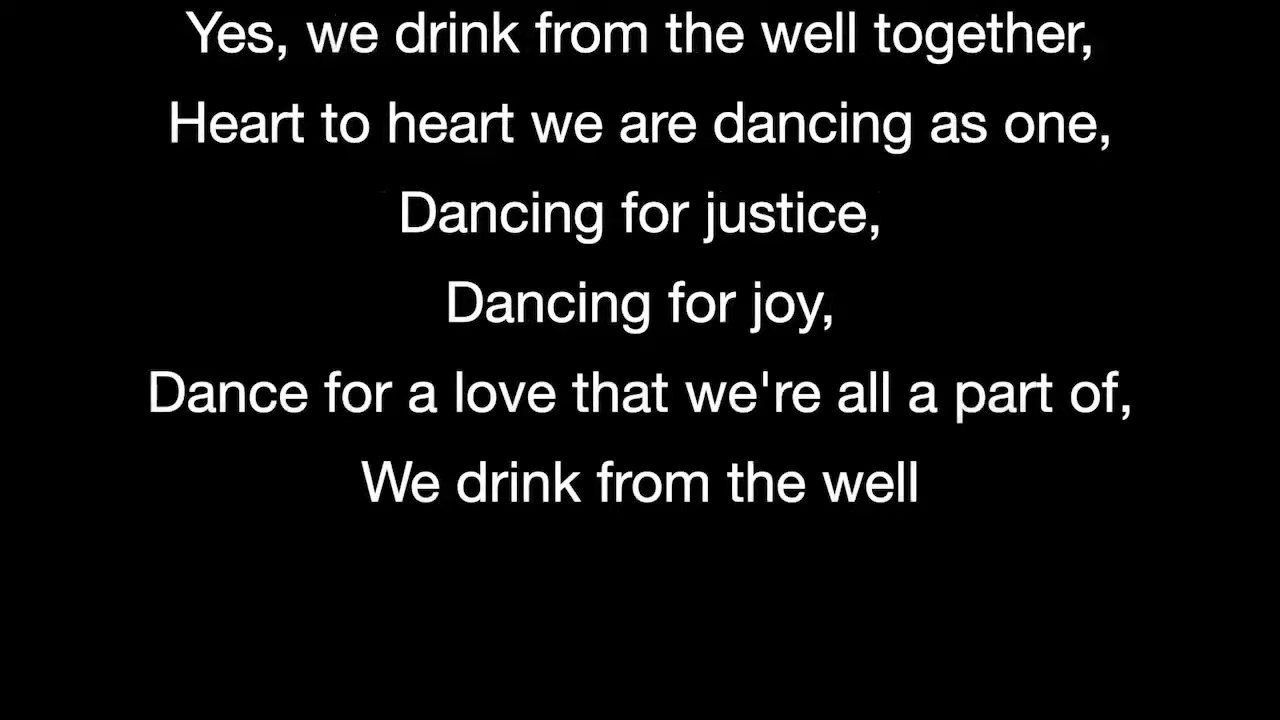 Yes, we drink from the well together,
Heart to heart we are dancing as one,
Dancing for justice,
Dancing for joy,
Dance for a love that we're all a part of,
We drink from the well